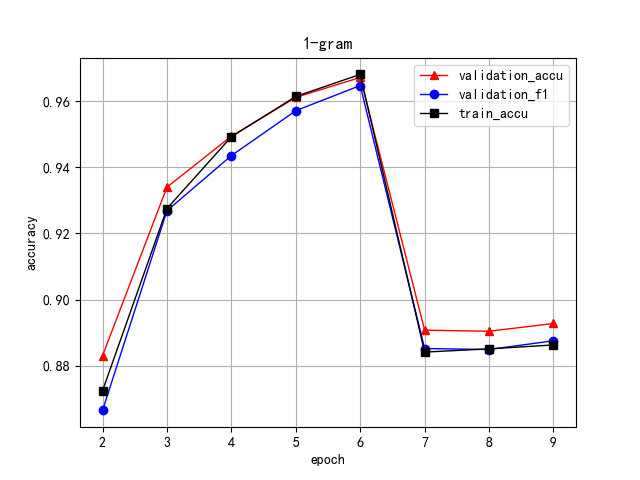 1-gram
validation_accu
validation_f1
train_accu
0.96
0.94
0.92
0.90
0.88
accuracy
2 3 4 5 6 7 8 9
epoch